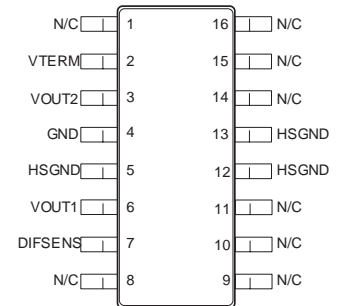 N/C 1 16 N/C
VTERM 2 15 N/C
VOUT2 3 14 N/C
GND 4 13 HSGND
HSGND 5 12 HSGND
VOUT1 6 11 N/C
DIFSENS 7 10 N/C
N/C 8 9 N/C